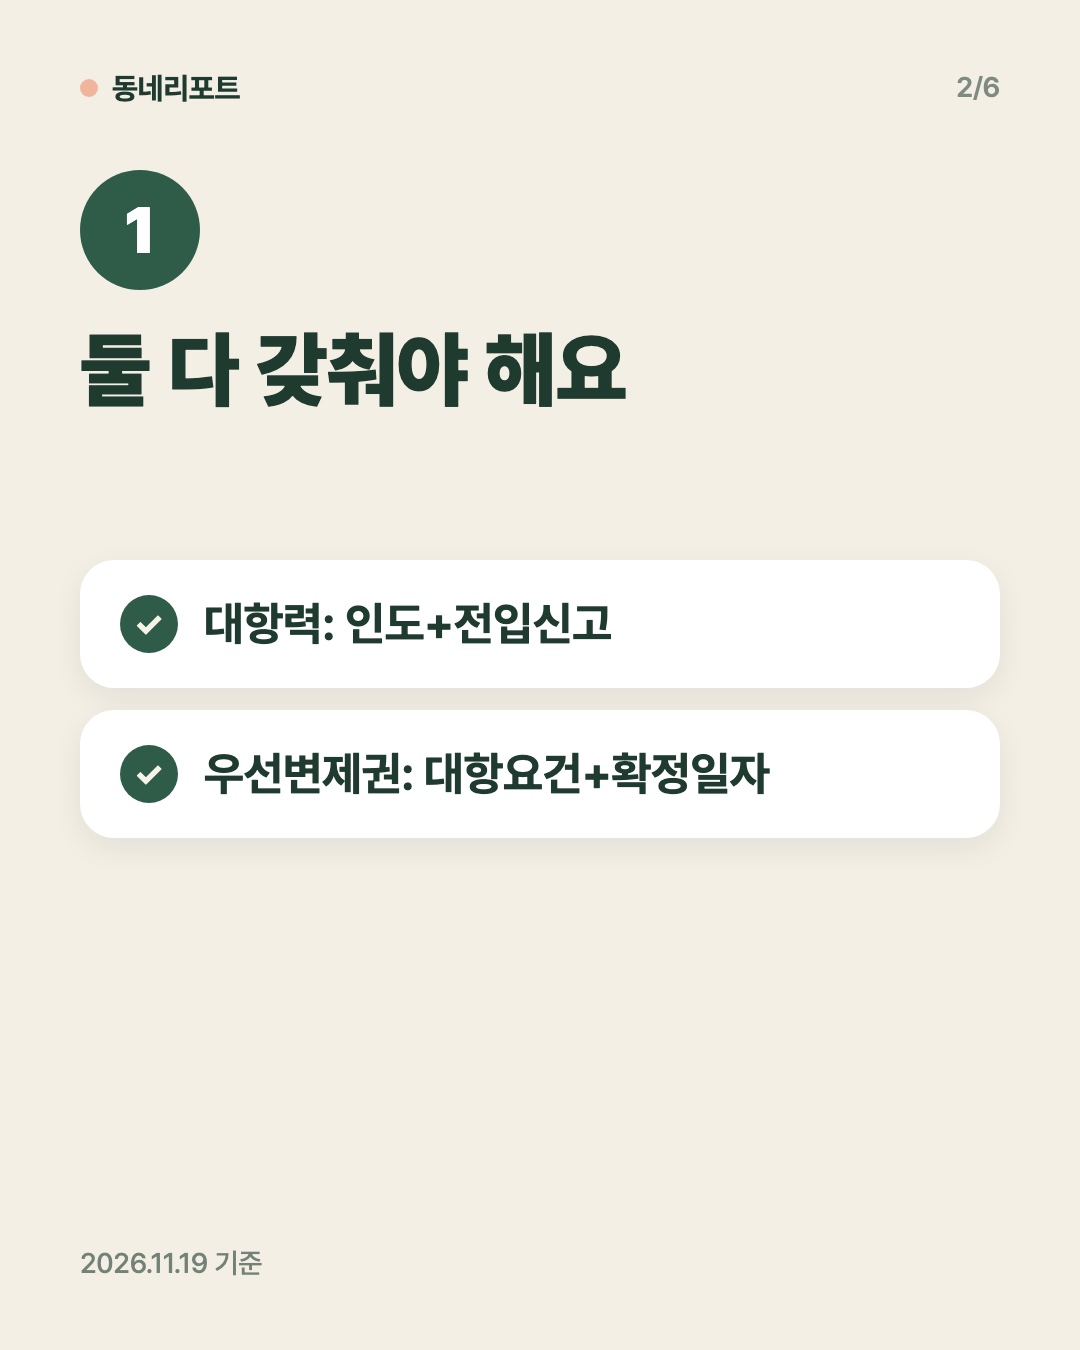 동네리포트
2/6
1
둘 다 갖춰야 해요
대항력: 인도+전입신고
우선변제권: 대항요건+확정일자
2026.11.19 기준